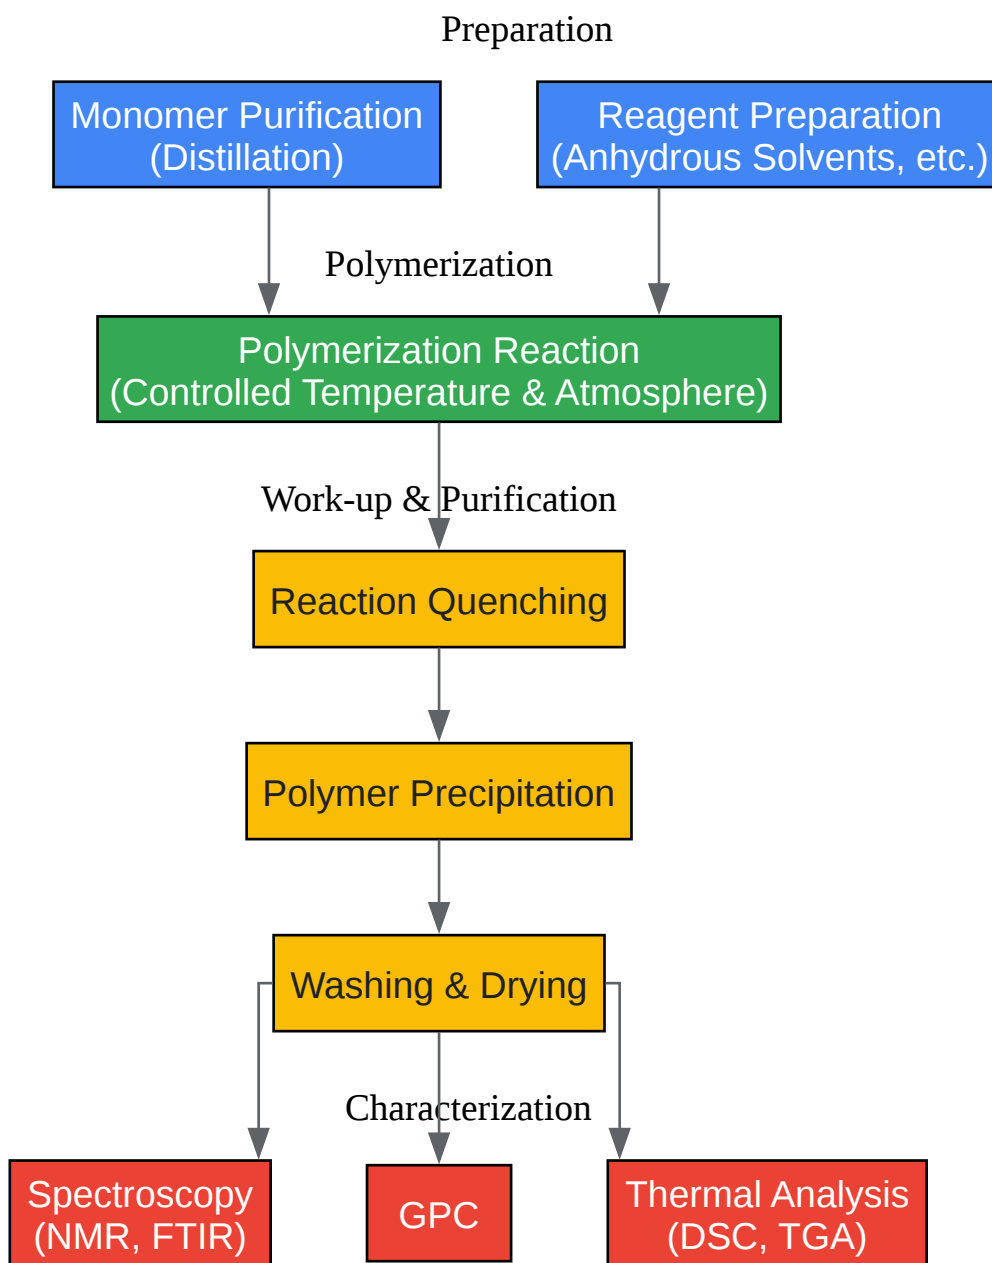 Preparation
Monomer Purification
(Distillation)
Reagent Preparation
(Anhydrous Solvents, etc.)
Polymerization
Polymerization Reaction
(Controlled Temperature & Atmosphere)
Work-up & Purification
Reaction Quenching
Polymer Precipitation
Washing & Drying
Characterization
Spectroscopy
(NMR, FTIR)
GPC
Thermal Analysis
(DSC, TGA)